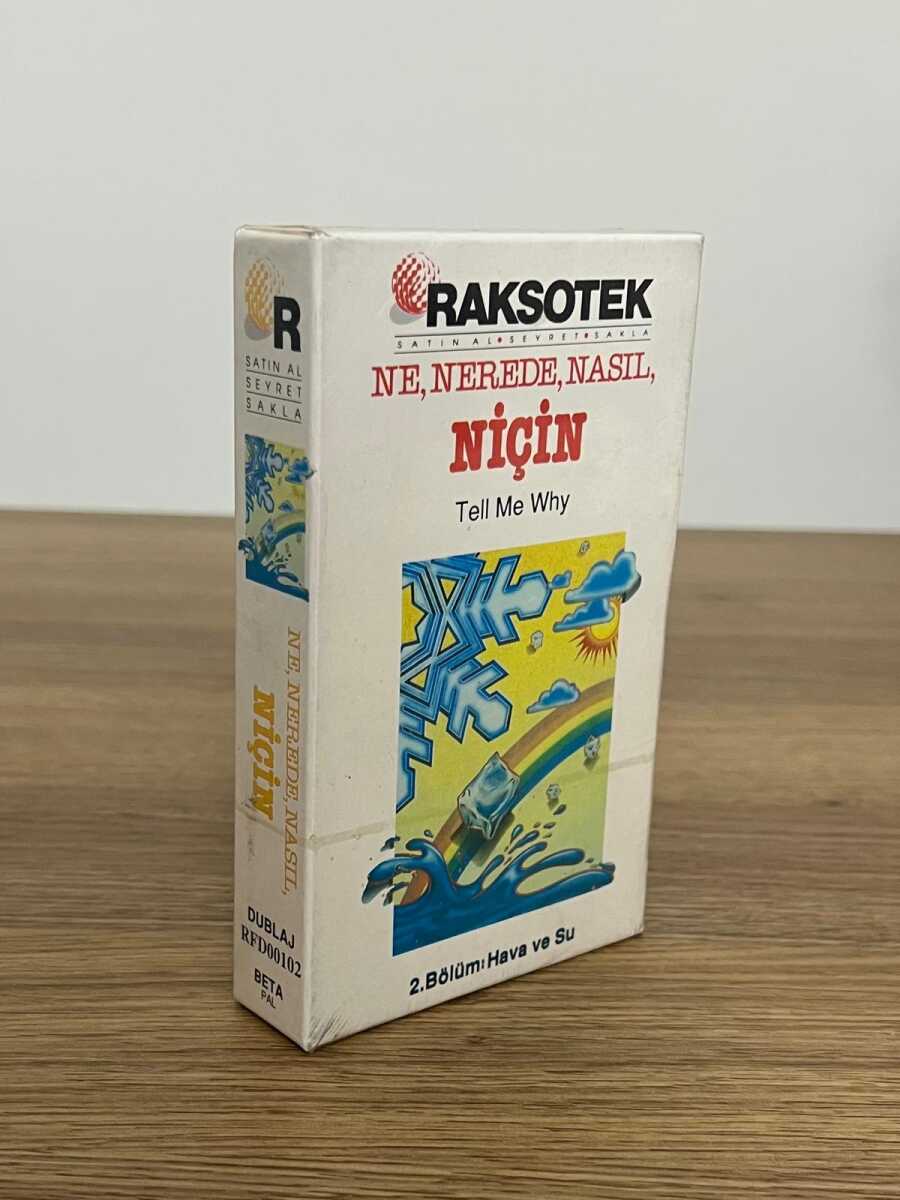 R
SATIN AL
SEYRET
SAKLA
NE, NEREDE, NASIL,
NİÇİN
DUBLAJ
RFD00102
BETA
PAL
RAKSOTEK
SATIN AL•SEYRET•SAKLA
NE, NEREDE, NASIL,
NİÇİN
Tell Me Why
2.Bölüm: Hava ve Su